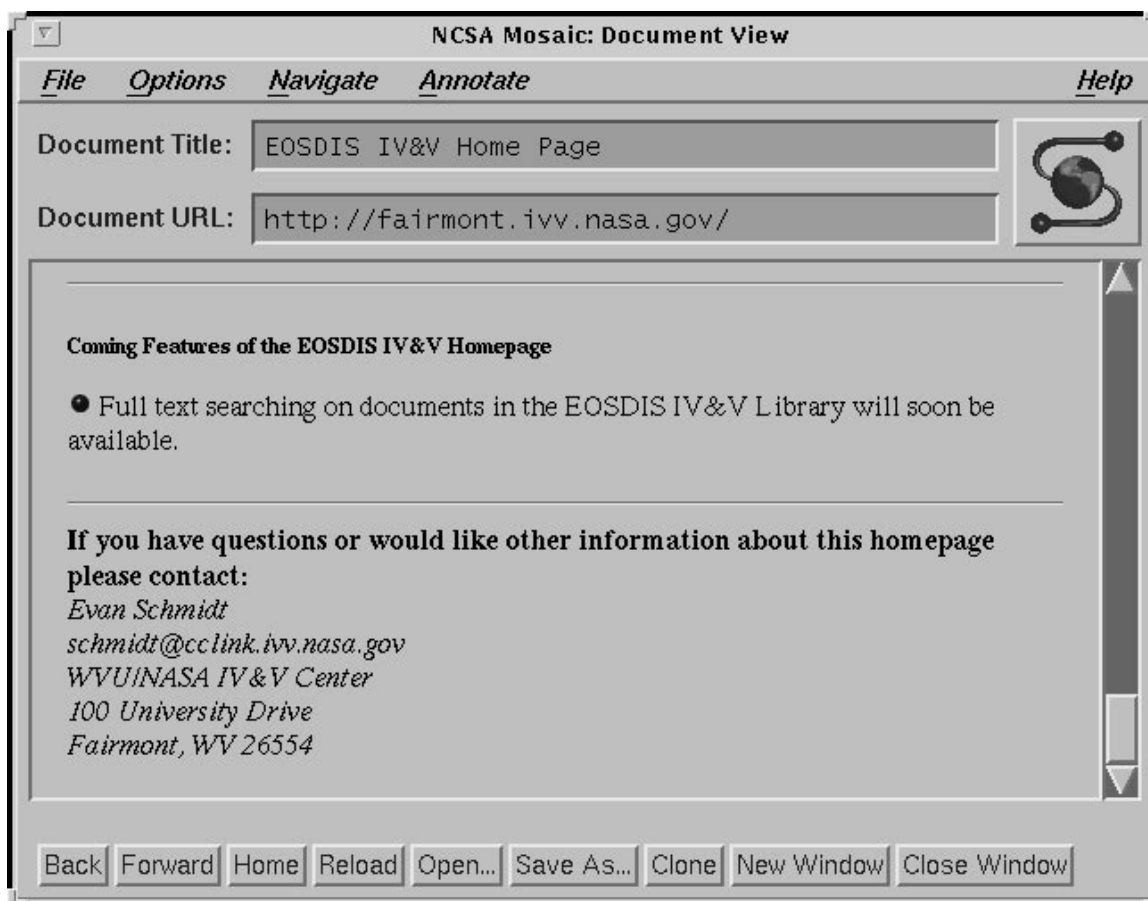 NCSA Mosaic: Document View
File Options Navigate Annotate Help
Document Title: EOSDIS IV&V Home Page
Document URL: http://fairmont.ivv.nasa.gov/
Coming Features of the EOSDIS IV&V Homepage
Full text searching on documents in the EOSDIS IV&V Library will soon be
available.
If you have questions or would like other information about this homepage
please contact:
Evan Schmidt
schmidt@cclink.ivv.nasa.gov
WVU/NASA IV&V Center
100 University Drive
Fairmont, WV 26554
Back Forward Home Reload Open... Save As... Clone New Window Close Window